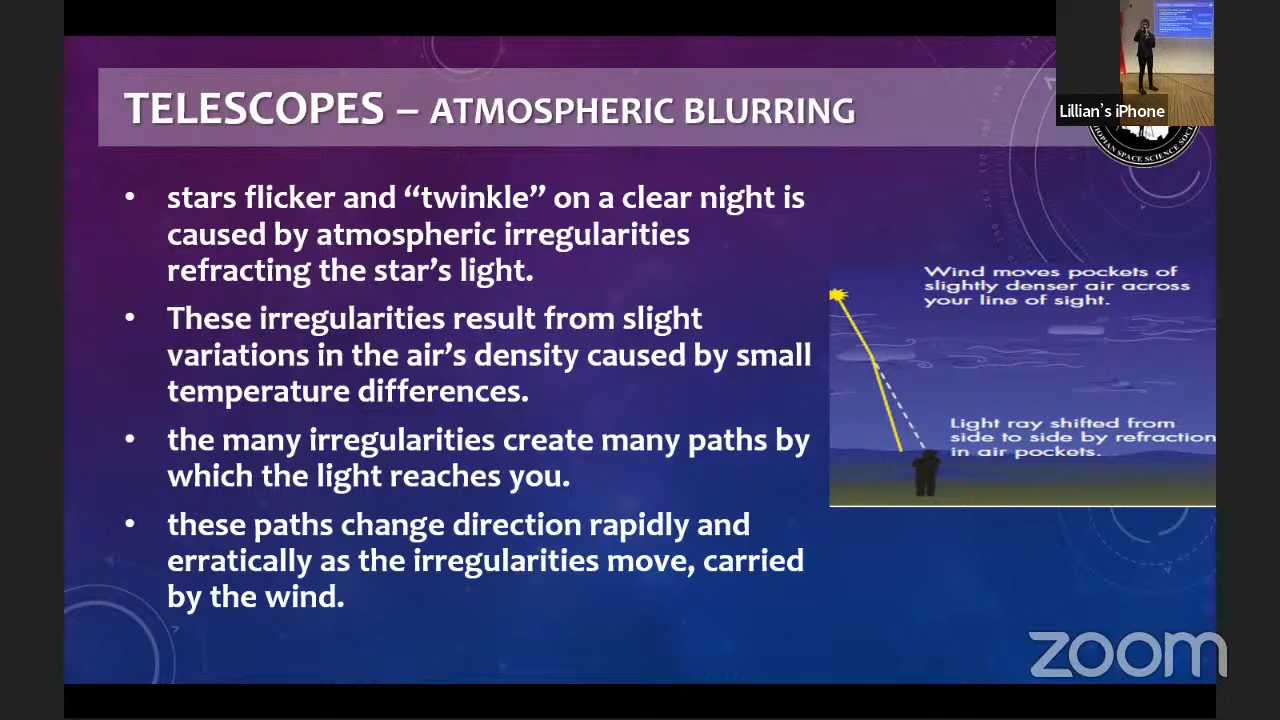 TELESCOPES – ATMOSPHERIC BLURRING
Lillian's iPhone
OPIAN SPACE SCIENCE SOCI
• stars flicker and “twinkle” on a clear night is
caused by atmospheric irregularities
refracting the star’s light.
• These irregularities result from slight
variations in the air’s density caused by small
temperature differences.
• the many irregularities create many paths by
which the light reaches you.
• these paths change direction rapidly and
erratically as the irregularities move, carried
by the wind.
Wind moves pockets of
slightly denser air across
your line of sight.
Light ray shifted from
side to side by refraction
in air pockets.
zoom